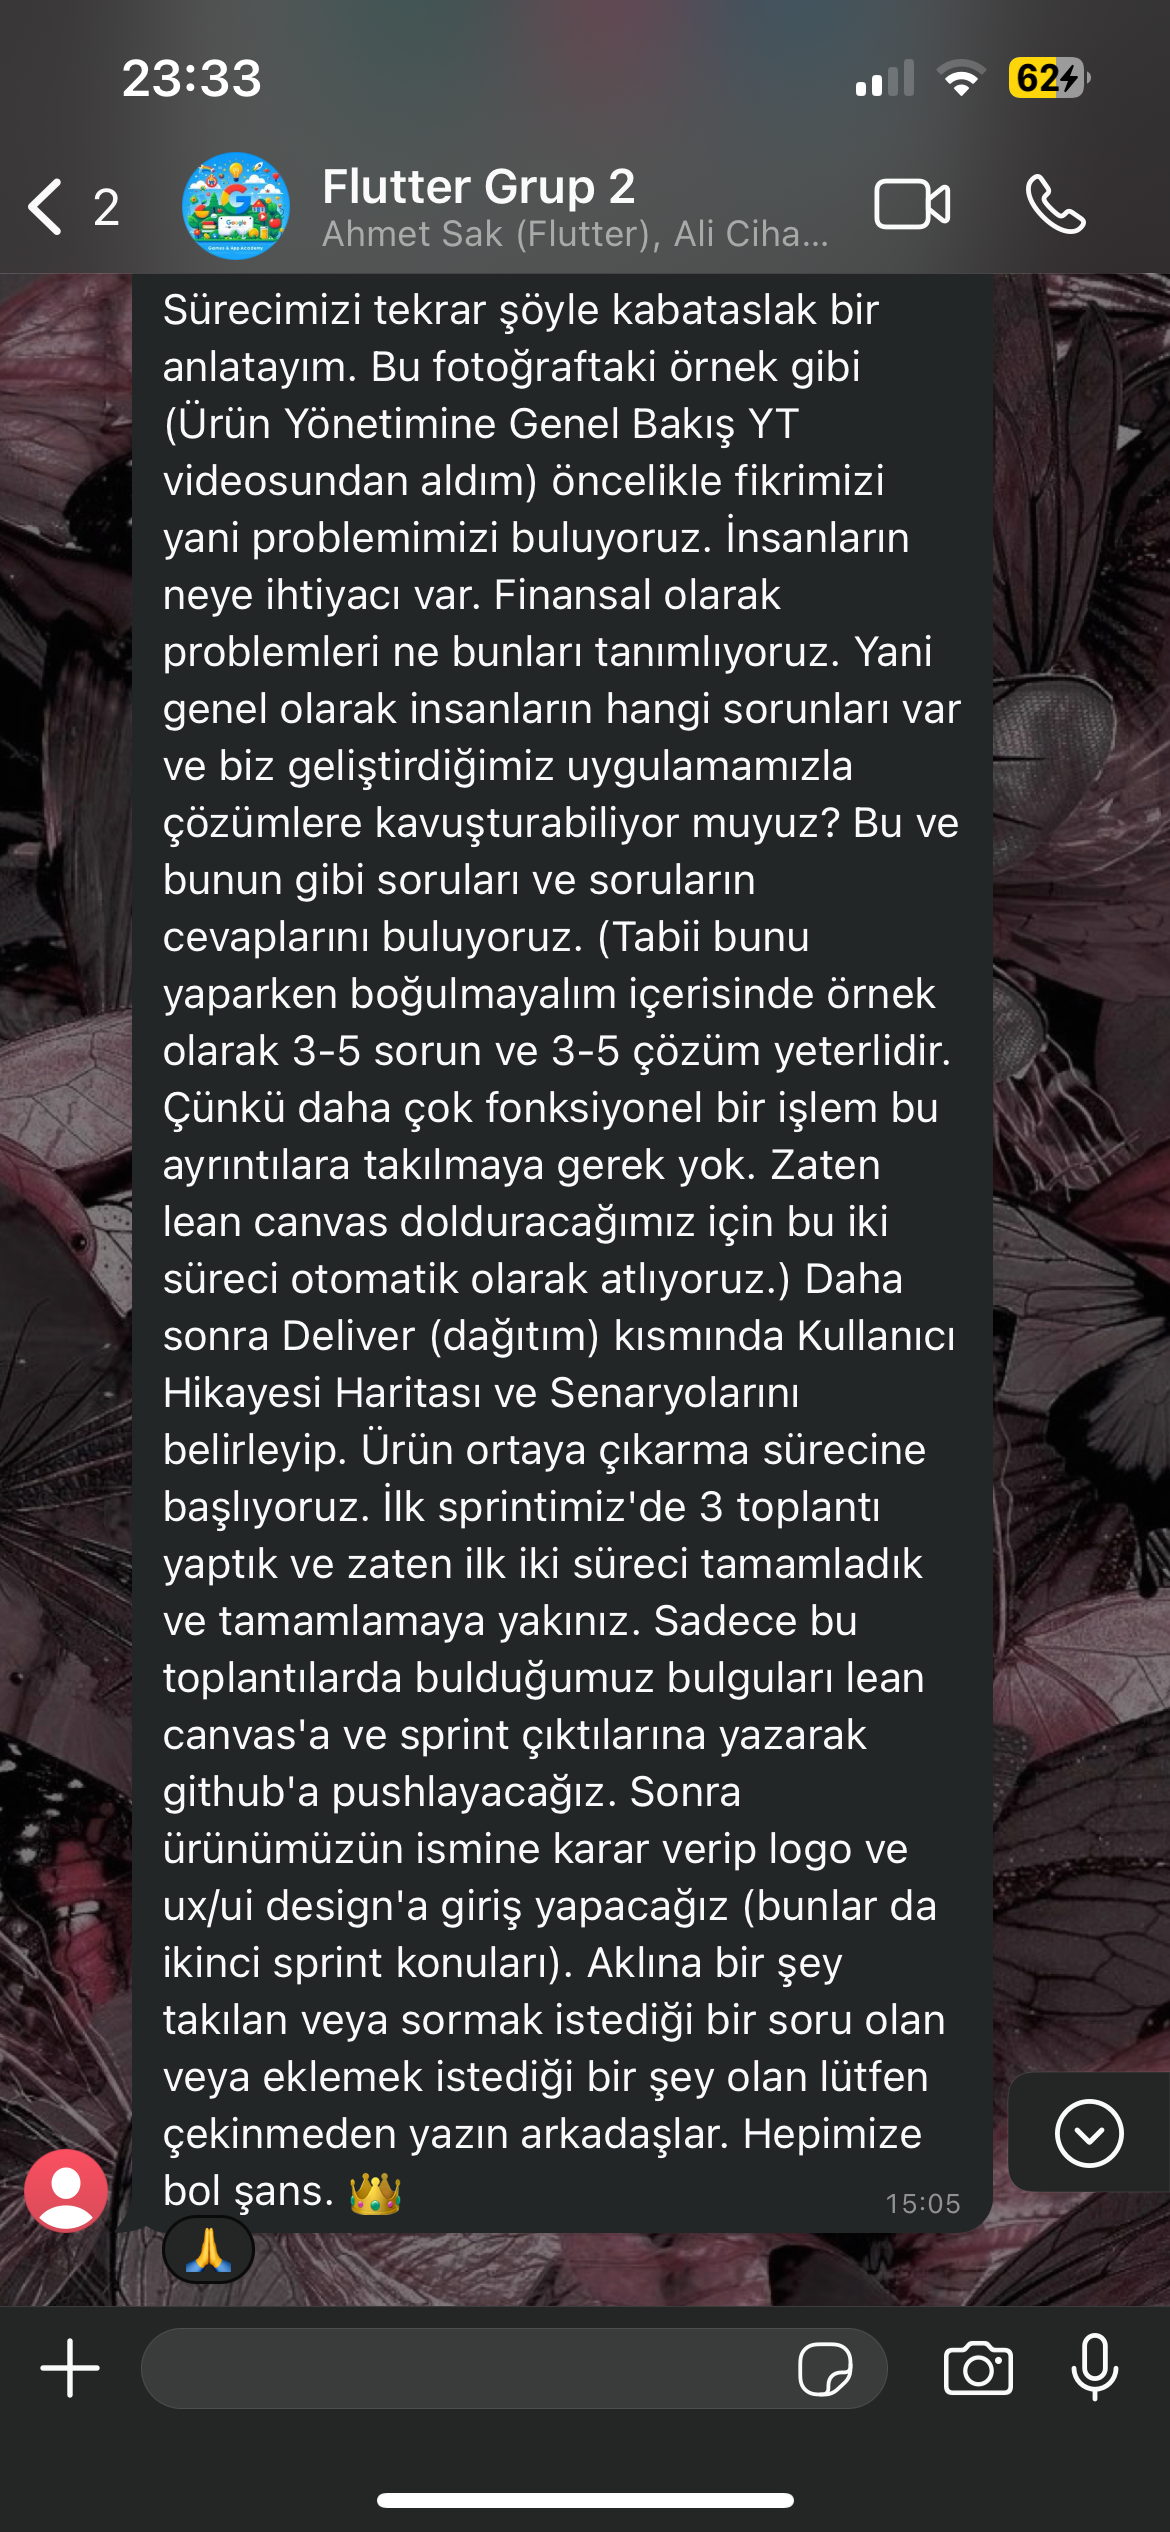 23:33
62
2
Flutter Grup 2
Ahmet Sak (Flutter), Ali Ciha...
Google
Games & App Academy
Sürecimizi tekrar şöyle kabataslak bir
anlatayım. Bu fotoğraftaki örnek gibi
(Ürün Yönetimine Genel Bakış YT
videosundan aldım) öncelikle fikrimizi
yani problemimizi buluyoruz. İnsanların
neye ihtiyacı var. Finansal olarak
problemleri ne bunları tanımlıyoruz. Yani
genel olarak insanların hangi sorunları var
ve biz geliştirdiğimiz uygulamamızla
çözümlere kavuşturabiliyor muyuz? Bu ve
bunun gibi soruları ve soruların
cevaplarını buluyoruz. (Tabii bunu
yaparken boğulmayalım içerisinde örnek
olarak 3-5 sorun ve 3-5 çözüm yeterlidir.
Çünkü daha çok fonksiyonel bir işlem bu
ayrıntılara takılmaya gerek yok. Zaten
lean canvas dolduracağımız için bu iki
süreci otomatik olarak atlıyoruz.) Daha
sonra Deliver (dağıtım) kısmında Kullanıcı
Hikayesi Haritası ve Senaryolarını
belirleyip. Ürün ortaya çıkarma sürecine
başlıyoruz. İlk sprintimiz'de 3 toplantı
yaptık ve zaten ilk iki süreci tamamladık
ve tamamlamaya yakınız. Sadece bu
toplantılarda bulduğumuz bulguları lean
canvas'a ve sprint çıktılarına yazarak
github'a pushlayacağız. Sonra
ürünümüzün ismine karar verip logo ve
ux/ui design'a giriş yapacağız (bunlar da
ikinci sprint konuları). Aklına bir şey
takılan veya sormak istediği bir soru olan
veya eklemek istediği bir şey olan lütfen
çekinmeden yazın arkadaşlar. Hepimize
bol şans. 👑
15:05
🙏